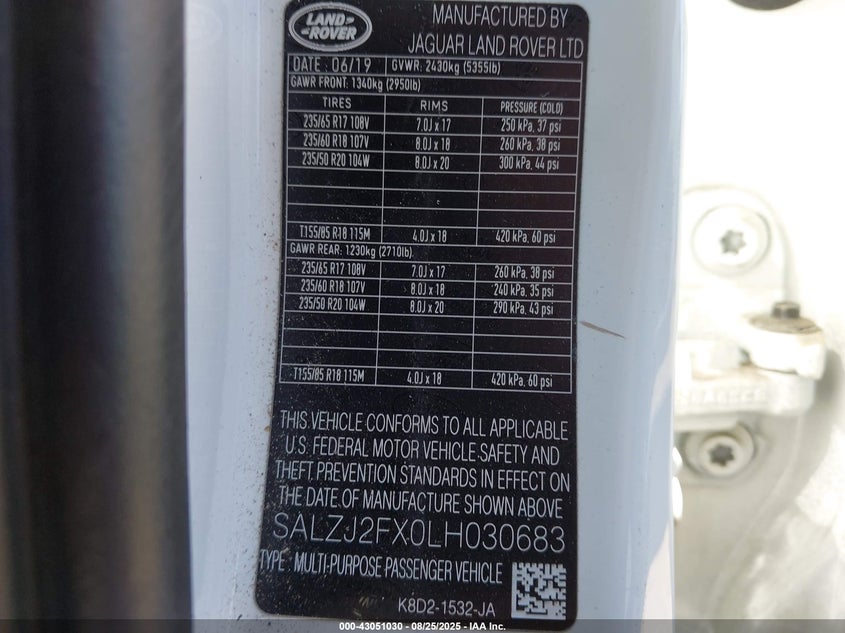 LAND-
ROVER
MANUFACTURED BY
JAGUAR LAND ROVER LTD
DATE: 06/19 GVWR: 2430kg (5355lb)
GAWR FRONT: 1340kg (2950lb)
TIRES RIMS PRESSURE (COLD)
235/65 R17 108V 7.0J x 17 250 kPa, 37 psi
235/60 R18 107V 8.0J x 18 260 kPa, 38 psi
235/50 R20 104W 8.0J x 20 300 kPa, 44 psi
T155/85 R18 115M 4.0J x 18 420 kPa, 60 psi
GAWR REAR: 1230kg (2710lb)
235/65 R17 108V 7.0J x 17 260 kPa, 38 psi
235/60 R18 107V 8.0J x 18 240 kPa, 35 psi
235/50 R20 104W 8.0J x 20 290 kPa, 43 psi
T155/85 R18 115M 4.0J x 18 420 kPa, 60 psi
THIS VEHICLE CONFORMS TO ALL APPLICABLE
U.S. FEDERAL MOTOR VEHICLE SAFETY AND
THEFT PREVENTION STANDARDS IN EFFECT ON
THE DATE OF MANUFACTURE SHOWN ABOVE
SALZJ2FX0LH030683
TYPE: MULTI-PURPOSE PASSENGER VEHICLE
K8D2-1532-JA
000-43051030 - 08/25/2025 - IAA Inc.